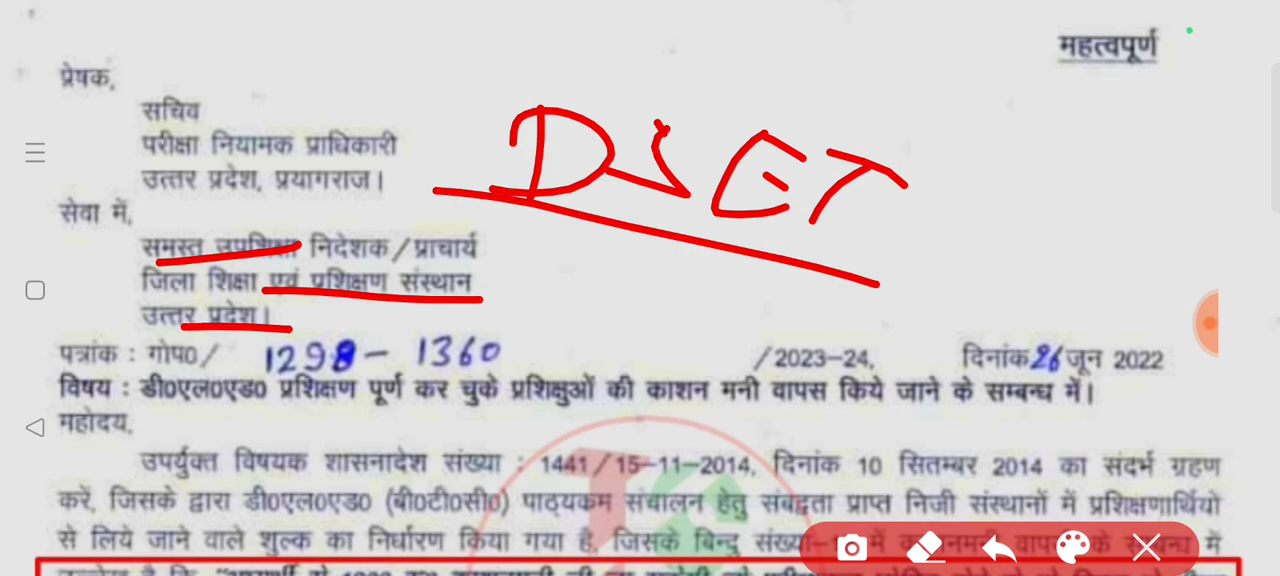 महत्वपूर्ण
प्रेषक,
सचिव
परीक्षा नियामक प्राधिकारी
उत्तर प्रदेश, प्रयागराज।
DIET
सेवा में,
समस्त उपशिक्षा निदेशक/प्राचार्य
जिला शिक्षा एवं प्रशिक्षण संस्थान
उत्तर प्रदेश।
पत्रांक : गोप0/ 1298-1360 /2023-24, दिनांक 26 जून 2022
विषय : डी0एल0एड0 प्रशिक्षण पूर्ण कर चुके प्रशिक्षुओं की काशन मनी वापस किये जाने के सम्बन्ध में।
महोदय,
उपर्युक्त विषयक शासनादेश संख्या : 1441/15-11-2014, दिनांक 10 सितम्बर 2014 का संदर्भ ग्रहण
करें, जिसके द्वारा डी0एल0एड0 (बी0टी0सी0) पाठ्यकम संचालन हेतु संबद्वता प्राप्त निजी संस्थानों में प्रशिक्षणार्थियो
से लिये जाने वाले शुल्क का निर्धारण किया गया है, जिसके बिन्दु संख्या में